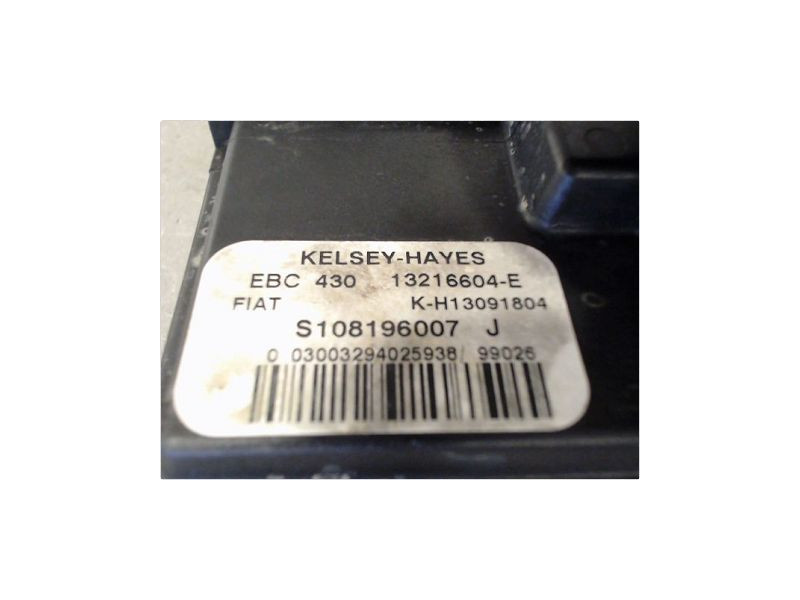 KELSEY-HAYES
EBC 430 13216604-E
FIAT K-H13091804
S108196007 J
0 03003294025938 99026